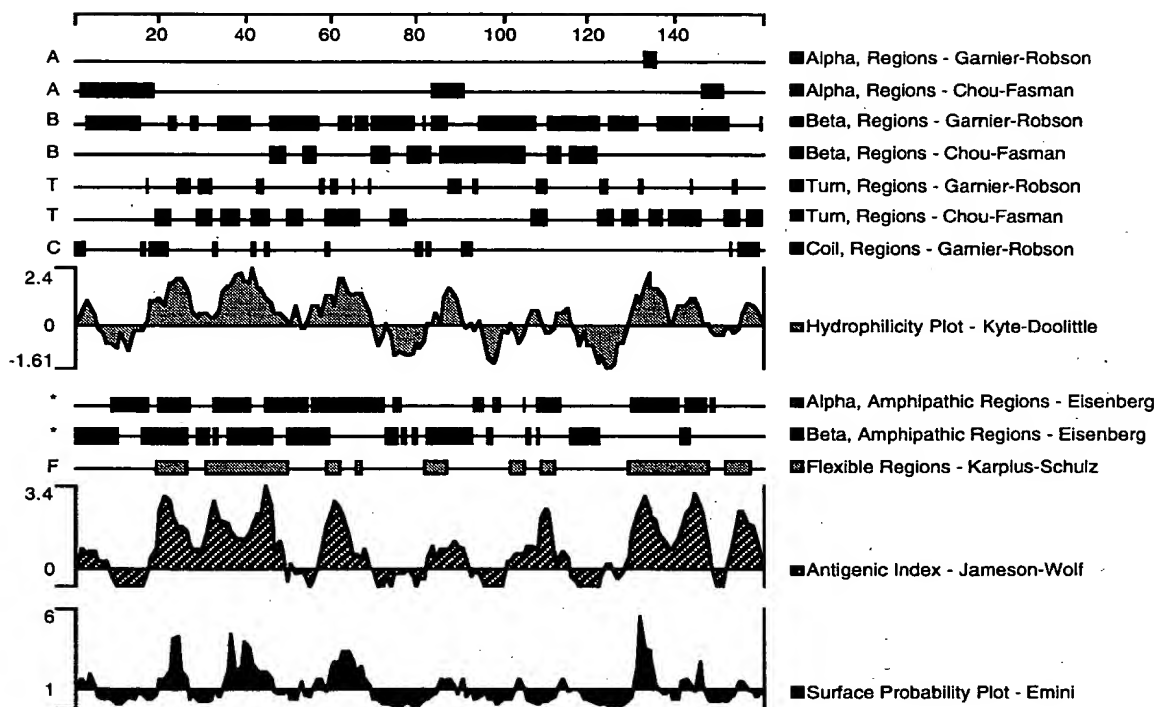 20 40 60 80 100 120 140
A Alpha, Regions - Garnier-Robson
A Alpha, Regions - Chou-Fasman
B Beta, Regions - Garnier-Robson
B Beta, Regions - Chou-Fasman
T Turn, Regions - Garnier-Robson
T Turn, Regions - Chou-Fasman
C Coil, Regions - Garnier-Robson
2.4
0 Hydrophilicity Plot - Kyte-Doolittle
-1.61
* Alpha, Amphipathic Regions - Eisenberg
* Beta, Amphipathic Regions - Eisenberg
F Flexible Regions - Karplus-Schulz
3.4
0 Antigenic Index - Jameson-Wolf
6
1 Surface Probability Plot - Emini